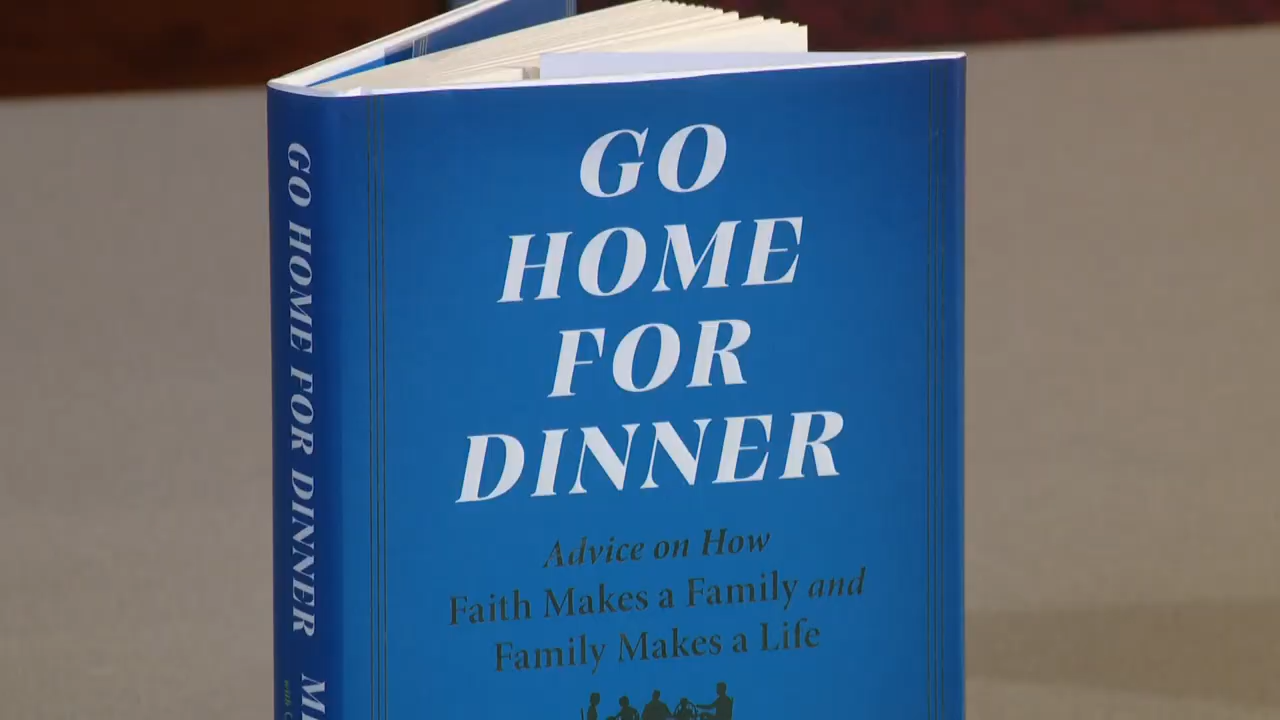 GO
HOME
FOR
DINNER
Advice on How
Faith Makes a Family and
Family Makes a Life
GO HOME FOR DINNER